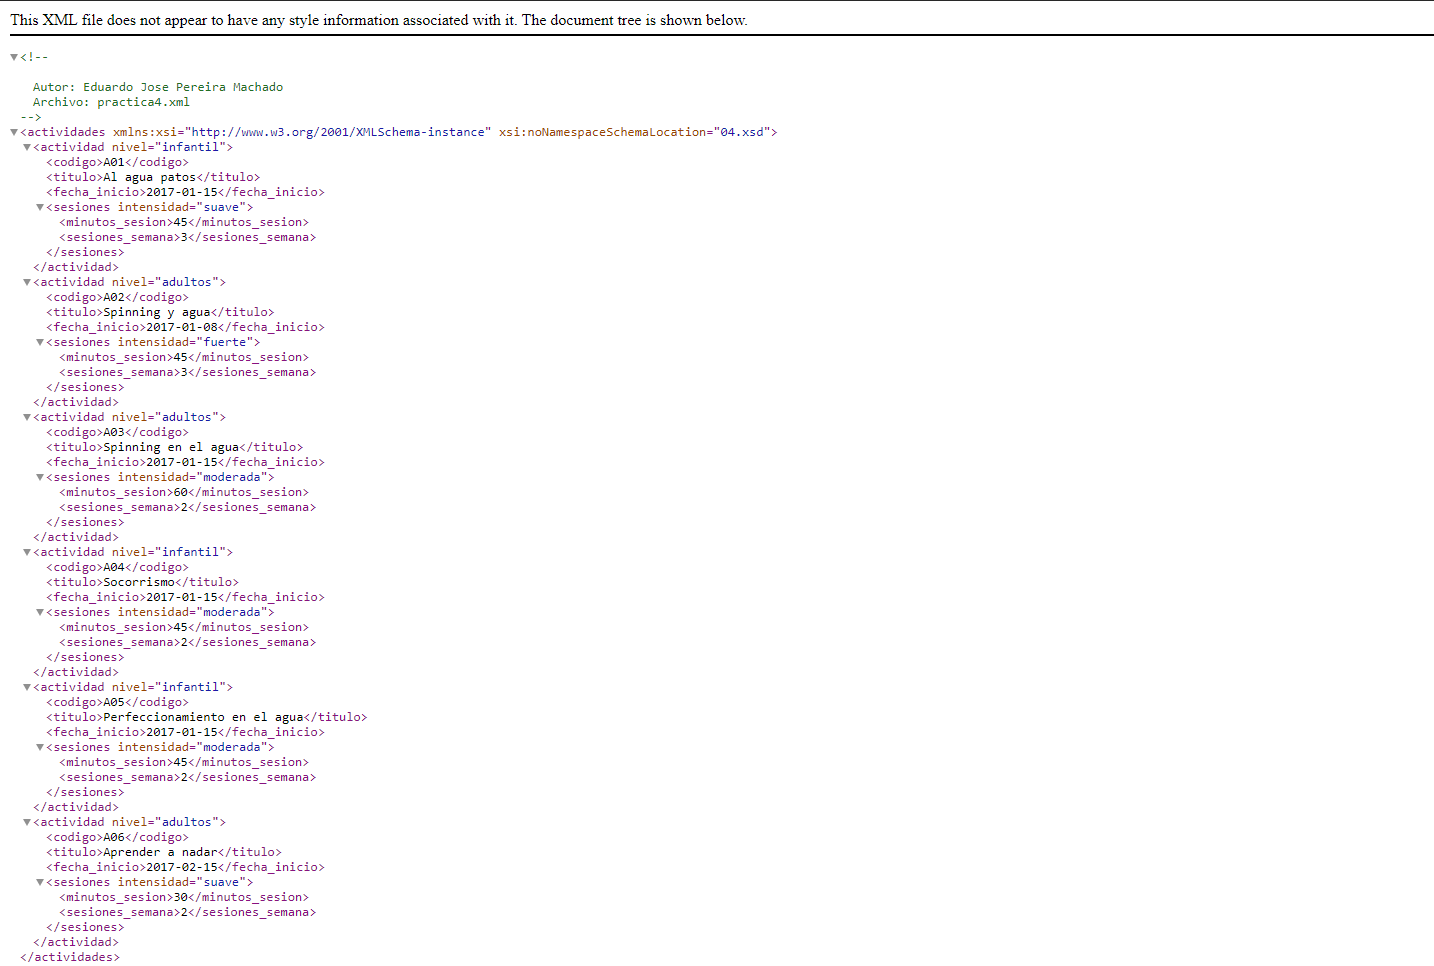 This XML file does not appear to have any style information associated with it. The document tree is shown below.
▼<!--
Autor: Eduardo Jose Pereira Machado
Archivo: practica4.xml
-->
▼<actividades xmlns:xsi="http://www.w3.org/2001/XMLSchema-instance" xsi:noNamespaceSchemaLocation="04.xsd">
▼<actividad nivel="infantil">
<codigo>A01</codigo>
<titulo>Al agua patos</titulo>
<fecha_inicio>2017-01-15</fecha_inicio>
▼<sesiones intensidad="suave">
<minutos_sesion>45</minutos_sesion>
<sesiones_semana>3</sesiones_semana>
</sesiones>
</actividad>
▼<actividad nivel="adultos">
<codigo>A02</codigo>
<titulo>Spinning y agua</titulo>
<fecha_inicio>2017-01-08</fecha_inicio>
▼<sesiones intensidad="fuerte">
<minutos_sesion>45</minutos_sesion>
<sesiones_semana>3</sesiones_semana>
</sesiones>
</actividad>
▼<actividad nivel="adultos">
<codigo>A03</codigo>
<titulo>Spinning en el agua</titulo>
<fecha_inicio>2017-01-15</fecha_inicio>
▼<sesiones intensidad="moderada">
<minutos_sesion>60</minutos_sesion>
<sesiones_semana>2</sesiones_semana>
</sesiones>
</actividad>
▼<actividad nivel="infantil">
<codigo>A04</codigo>
<titulo>Socorrismo</titulo>
<fecha_inicio>2017-01-15</fecha_inicio>
▼<sesiones intensidad="moderada">
<minutos_sesion>45</minutos_sesion>
<sesiones_semana>2</sesiones_semana>
</sesiones>
</actividad>
▼<actividad nivel="infantil">
<codigo>A05</codigo>
<titulo>Perfeccionamiento en el agua</titulo>
<fecha_inicio>2017-01-15</fecha_inicio>
▼<sesiones intensidad="moderada">
<minutos_sesion>45</minutos_sesion>
<sesiones_semana>2</sesiones_semana>
</sesiones>
</actividad>
▼<actividad nivel="adultos">
<codigo>A06</codigo>
<titulo>Aprender a nadar</titulo>
<fecha_inicio>2017-02-15</fecha_inicio>
▼<sesiones intensidad="suave">
<minutos_sesion>30</minutos_sesion>
<sesiones_semana>2</sesiones_semana>
</sesiones>
</actividad>
</actividades>